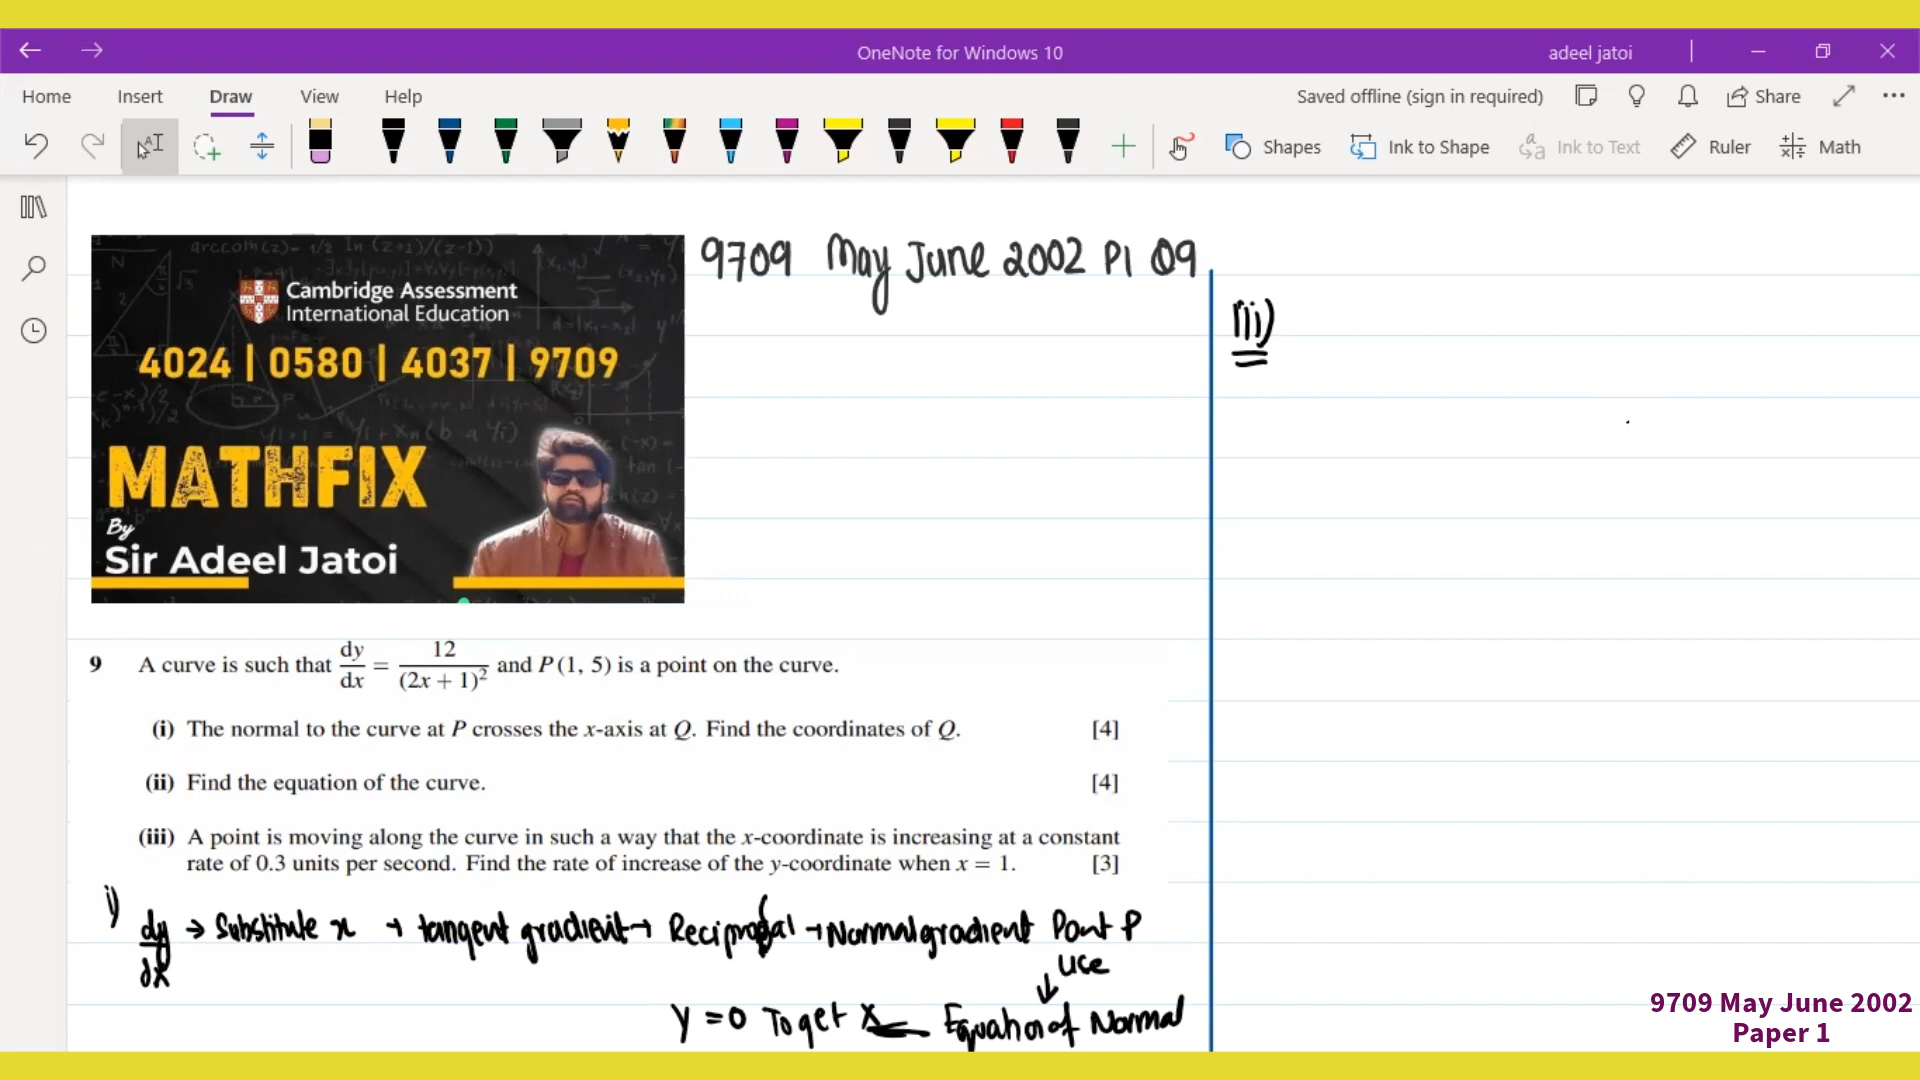 OneNote for Windows 10
adeel jatoi
Home Insert Draw View Help
Saved offline (sign in required)
Share
Shapes
Ink to Shape
Ink to Text
Ruler
Math
Cambridge Assessment
International Education
4024 | 0580 | 4037 | 9709
MATHFIX
By
Sir Adeel Jatoi
9709 May June 2002 P1 Q9
9 A curve is such that dy/dx = 12/(2x + 1)² and P(1, 5) is a point on the curve.
(i) The normal to the curve at P crosses the x-axis at Q. Find the coordinates of Q. [4]
(ii) Find the equation of the curve. [4]
(iii) A point is moving along the curve in such a way that the x-coordinate is increasing at a constant
rate of 0.3 units per second. Find the rate of increase of the y-coordinate when x = 1. [3]
i) dy/dx → Substitute x → tangent gradient → Reciprocal → Normal gradient Point P
use
↓
y = 0 To get x ← Equation of Normal
iii)
9709 May June 2002
Paper 1